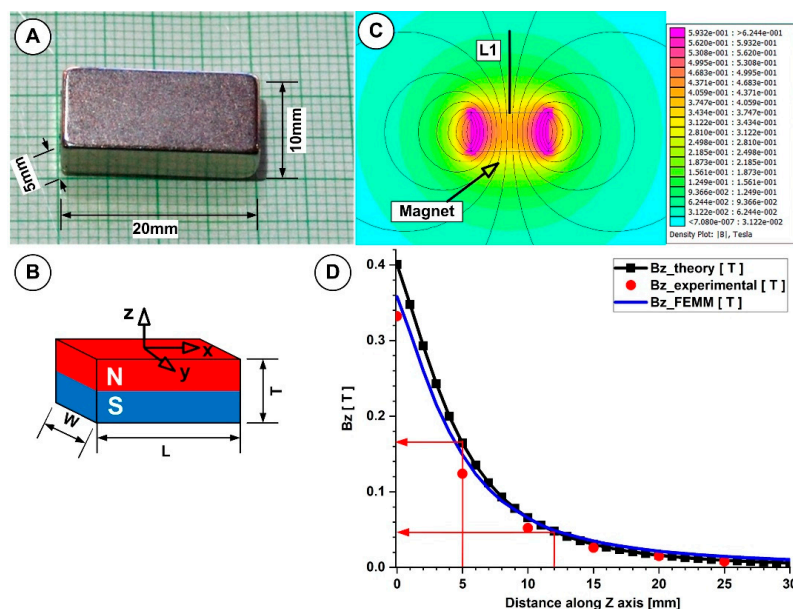 A
10mm
5mm
20mm
B
z
x
y
N
S
T
W
L
C
L1
Magnet
5.932e-001 : >6.244e-001
5.620e-001 : 5.932e-001
5.308e-001 : 5.620e-001
4.995e-001 : 5.308e-001
4.683e-001 : 4.995e-001
4.371e-001 : 4.683e-001
4.059e-001 : 4.371e-001
3.747e-001 : 4.059e-001
3.434e-001 : 3.747e-001
3.122e-001 : 3.434e-001
2.810e-001 : 3.122e-001
2.498e-001 : 2.810e-001
2.185e-001 : 2.498e-001
1.873e-001 : 2.185e-001
1.561e-001 : 1.873e-001
1.249e-001 : 1.561e-001
9.366e-002 : 1.249e-001
6.244e-002 : 9.366e-002
3.122e-002 : 6.244e-002
<7.080e-007 : 3.122e-002
Density Plot: |B|, Tesla
D
Bz_theory [ T ]
Bz_experimental [ T ]
Bz_FEMM [ T ]
Bz [ T ]
0.4
0.3
0.2
0.1
0.0
0 5 10 15 20 25 30
Distance along Z axis [mm]